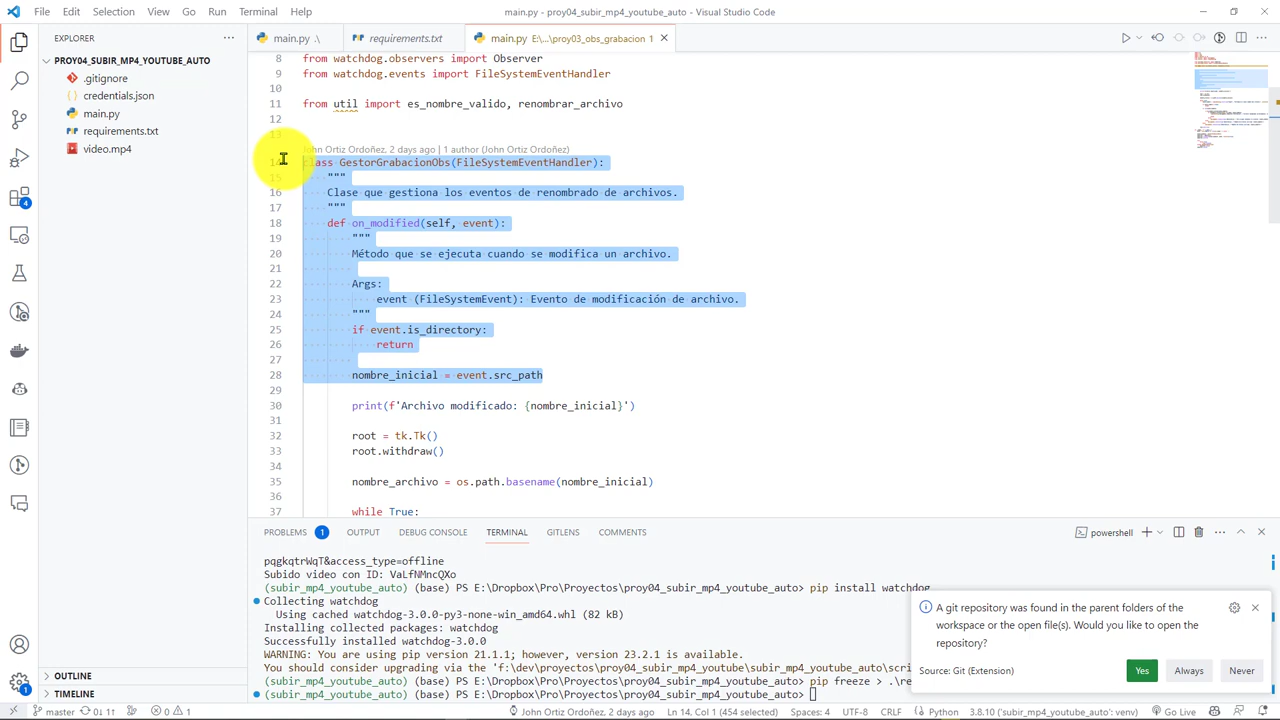 File Edit Selection View Go Run Terminal Help
main.py - proy04_subir_mp4_youtube_auto - Visual Studio Code
EXPLORER
main.py .\
requirements.txt
main.py E:\...\proy03_obs_grabacion 1
PROY04_SUBIR_MP4_YOUTUBE_AUTO
.gitignore
credentials.json
main.py
requirements.txt
video.mp4
8 from watchdog.observers import Observer
9 from watchdog.events import FileSystemEventHandler
10
11 from util import es_nombre_valido, renombrar_archivo
12
13
John Ortiz Ordoñez, 2 days ago | 1 author (John Ortiz Ordoñez)
14 class GestorGrabacionObs(FileSystemEventHandler):
15 """
16 Clase que gestiona los eventos de renombrado de archivos.
17 """
18 def on_modified(self, event):
19 """
20 Método que se ejecuta cuando se modifica un archivo.
21
22 Args:
23 event (FileSystemEvent): Evento de modificación de archivo.
24 """
25 if event.is_directory:
26 return
27
28 nombre_inicial = event.src_path
29
30 print(f'Archivo modificado: {nombre_inicial}')
31
32 root = tk.Tk()
33 root.withdraw()
34
35 nombre_archivo = os.path.basename(nombre_inicial)
36
37 while True:
PROBLEMS 1 OUTPUT DEBUG CONSOLE TERMINAL GITLENS COMMENTS
powershell
pqgkqtrWqT&access_type=offline
Subido video con ID: VaLfNMncQXo
(subir_mp4_youtube_auto) (base) PS E:\Dropbox\Pro\Proyectos\proy04_subir_mp4_youtube_auto> pip install watchdog
Collecting watchdog
Using cached watchdog-3.0.0-py3-none-win_amd64.whl (82 kB)
Installing collected packages: watchdog
Successfully installed watchdog-3.0.0
WARNING: You are using pip version 21.1.1; however, version 23.2.1 is available.
You should consider upgrading via the 'f:\dev\proyectos\proy04_subir_mp4_youtube\subir_mp4_youtube_auto\scri
(subir_mp4_youtube_auto) (base) PS E:\Dropbox\Pro\Proyectos\proy04_subir_mp4_youtube_auto> pip freeze > .\re
(subir_mp4_youtube_auto) (base) PS E:\Dropbox\Pro\Proyectos\proy04_subir_mp4_youtube_auto>
A git repository was found in the parent folders of the
workspace or the open file(s). Would you like to open the
repository?
Source: Git (Extension)
Yes
Always
Never
4
1
OUTLINE
TIMELINE
master 0↓ 11↑ 0 1
John Ortiz Ordoñez, 2 days ago Ln 14, Col 1 (454 selected) Spaces: 4 UTF-8 CRLF Python 3.8.10 ('subir_mp4_youtube_auto': venv) Go Live